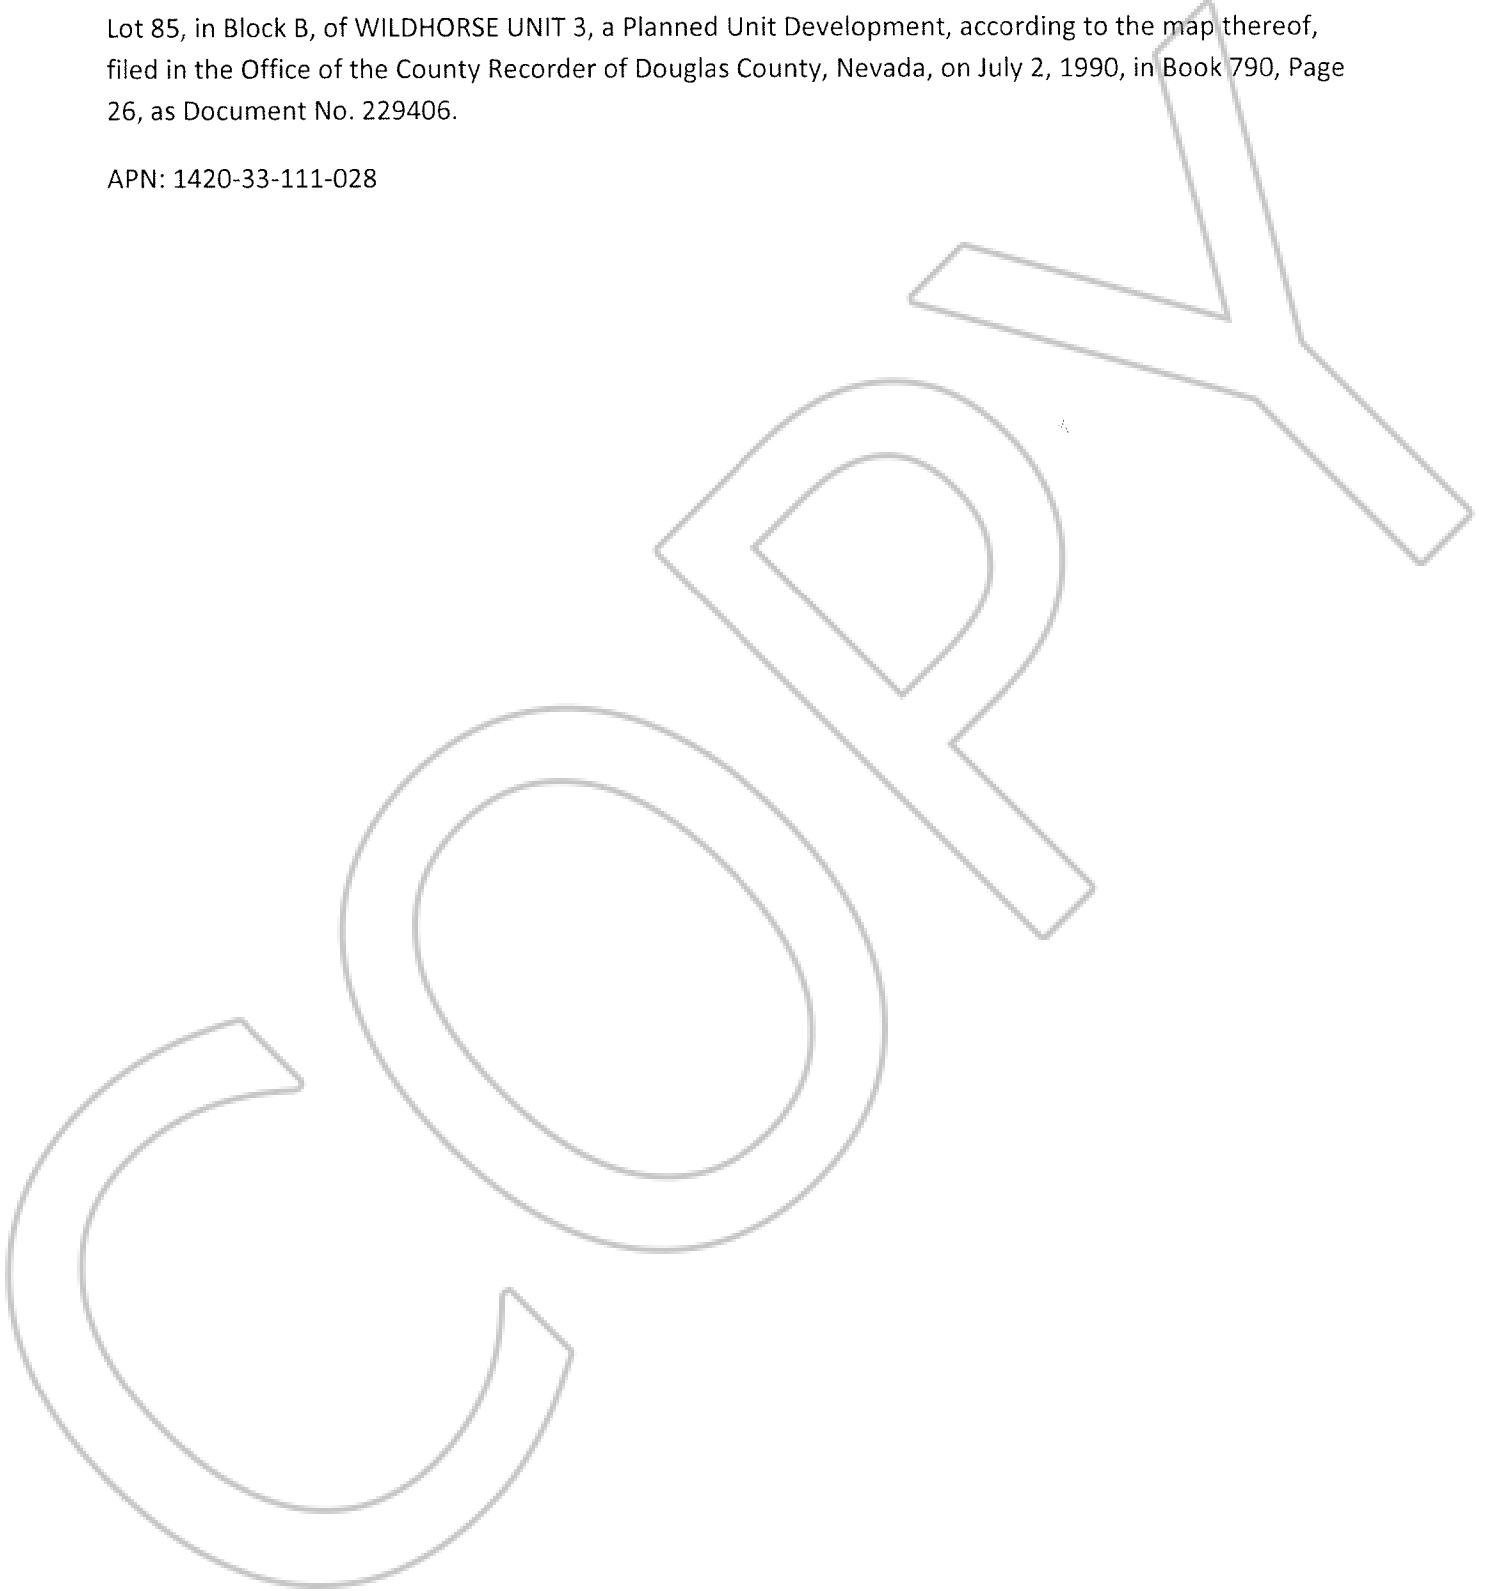 Lot 85, in Block B, of WILDHORSE UNIT 3, a Planned Unit Development, according to the map thereof,
filed in the Office of the County Recorder of Douglas County, Nevada, on July 2, 1990, in Book 790, Page
26, as Document No. 229406.
APN: 1420-33-111-028
COPY